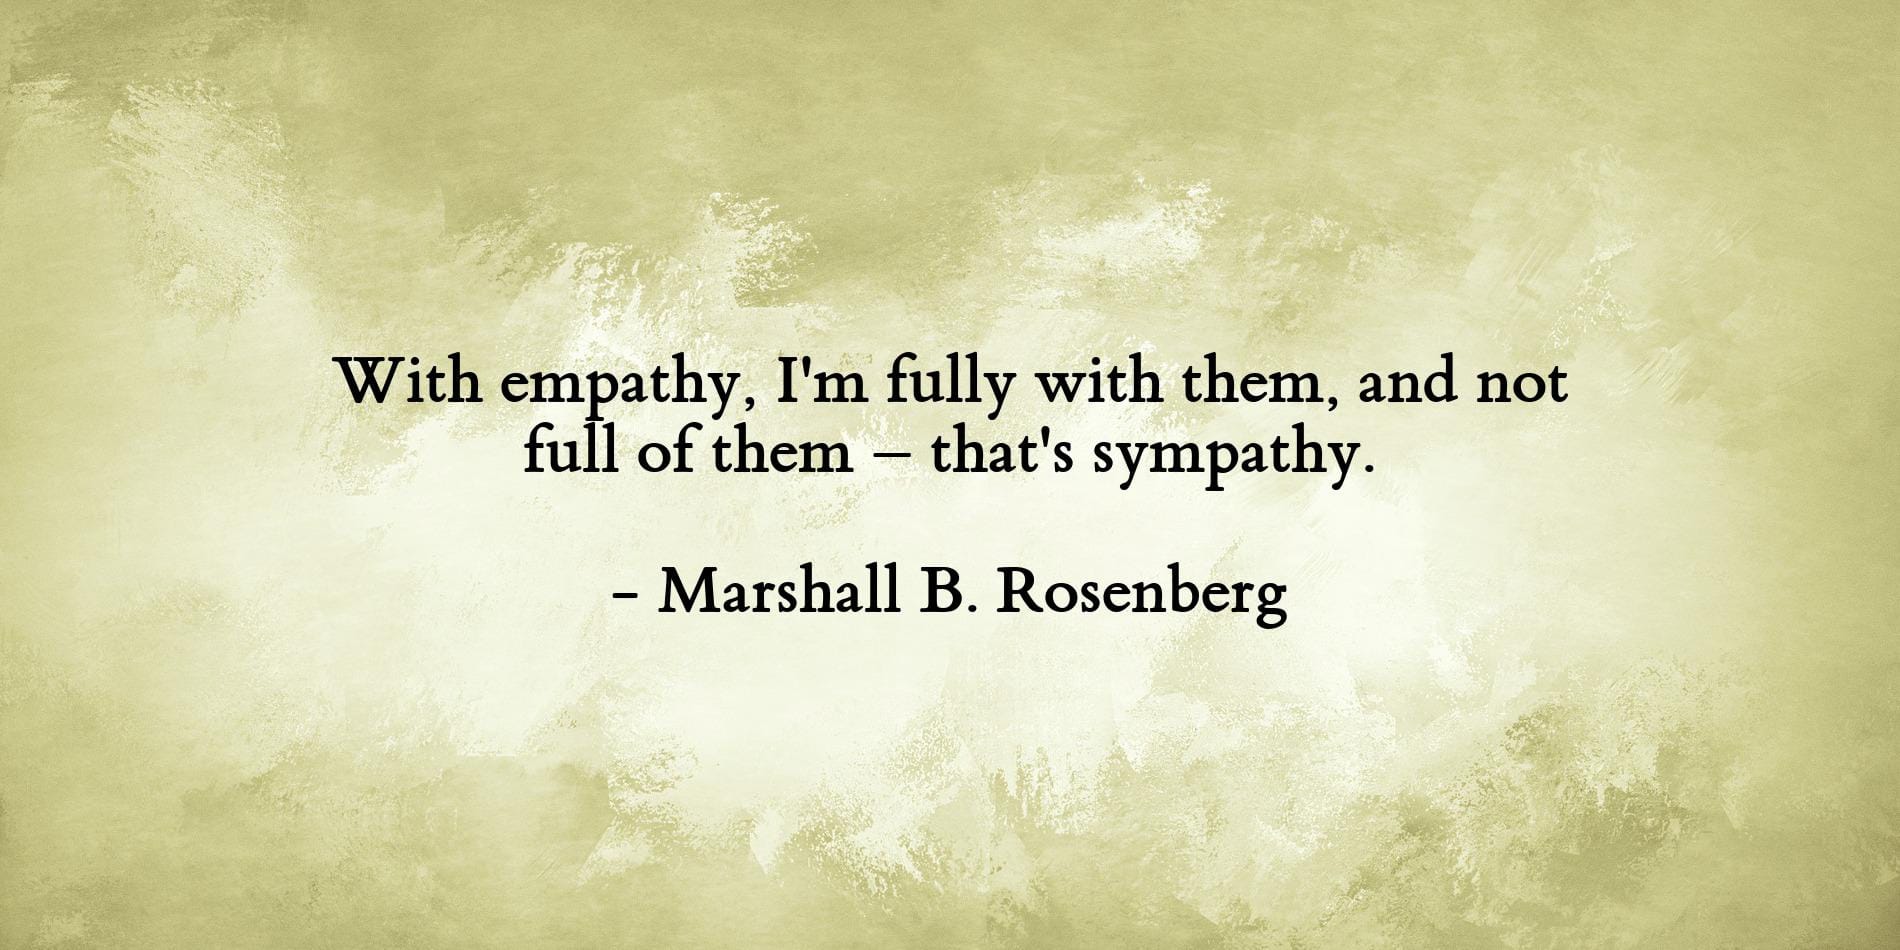 With empathy, I'm fully with them, and not
full of them – that's sympathy.
– Marshall B. Rosenberg